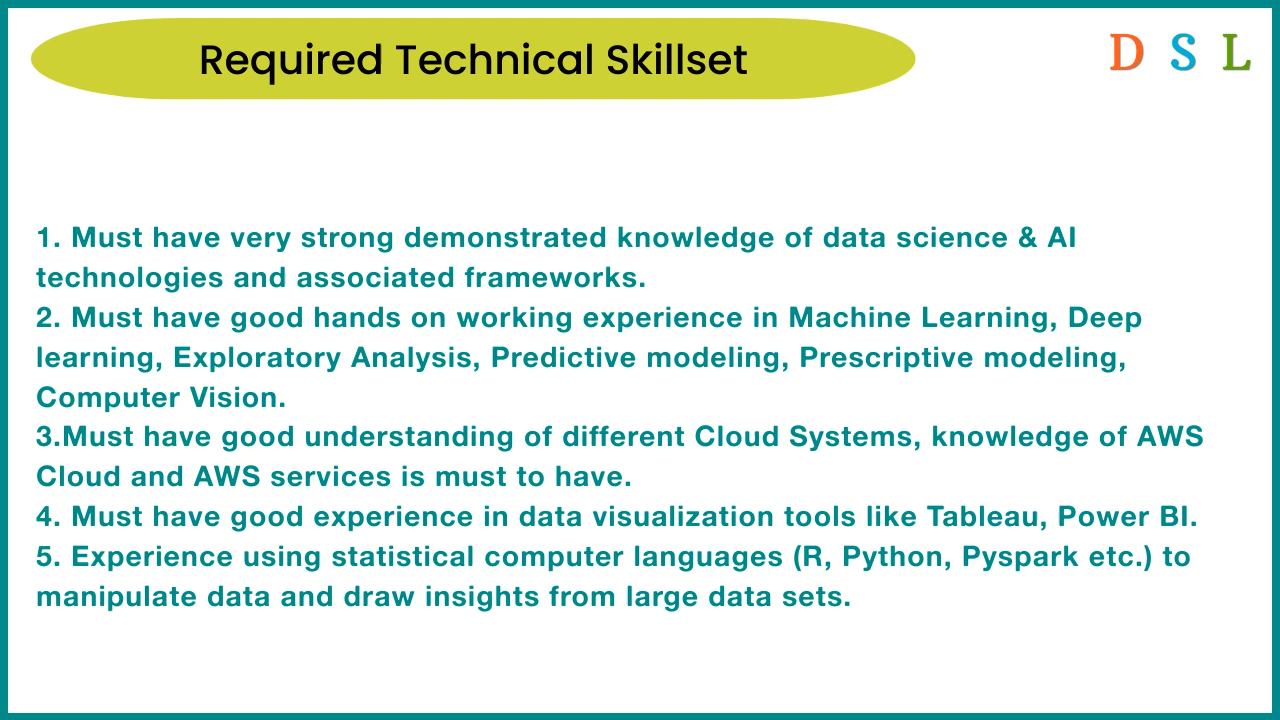 Required Technical Skillset
D S L
1. Must have very strong demonstrated knowledge of data science & AI
technologies and associated frameworks.
2. Must have good hands on working experience in Machine Learning, Deep
learning, Exploratory Analysis, Predictive modeling, Prescriptive modeling,
Computer Vision.
3.Must have good understanding of different Cloud Systems, knowledge of AWS
Cloud and AWS services is must to have.
4. Must have good experience in data visualization tools like Tableau, Power BI.
5. Experience using statistical computer languages (R, Python, Pyspark etc.) to
manipulate data and draw insights from large data sets.